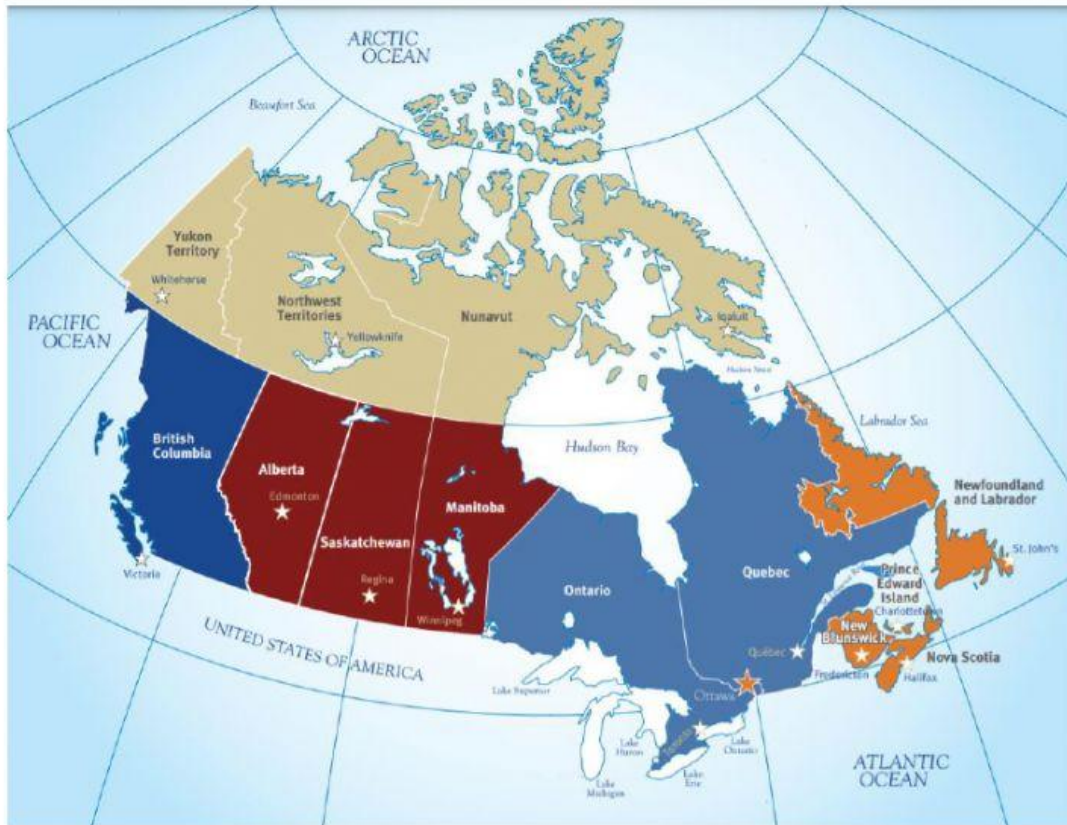 ARCTIC
OCEAN
Beaufort Sea
Yukon
Territory
Whitehorse
PACIFIC
OCEAN
Northwest
Territories
Yellowknife
Nunavut
Iqaluit
Hudson Strait
Labrador Sea
Hudson Bay
British
Columbia
Victoria
Alberta
Edmonton
Saskatchewan
Regina
Manitoba
Winnipeg
Ontario
Quebec
Newfoundland
and Labrador
St. John's
Prince
Edward
Island
Charlottetown
New
Brunswick
Fredericton
Nova Scotia
Halifax
Québec
Ottawa
Toronto
UNITED STATES OF AMERICA
Lake Superior
Lake
Huron
Lake
Michigan
Lake
Ontario
Lake
Erie
ATLANTIC
OCEAN